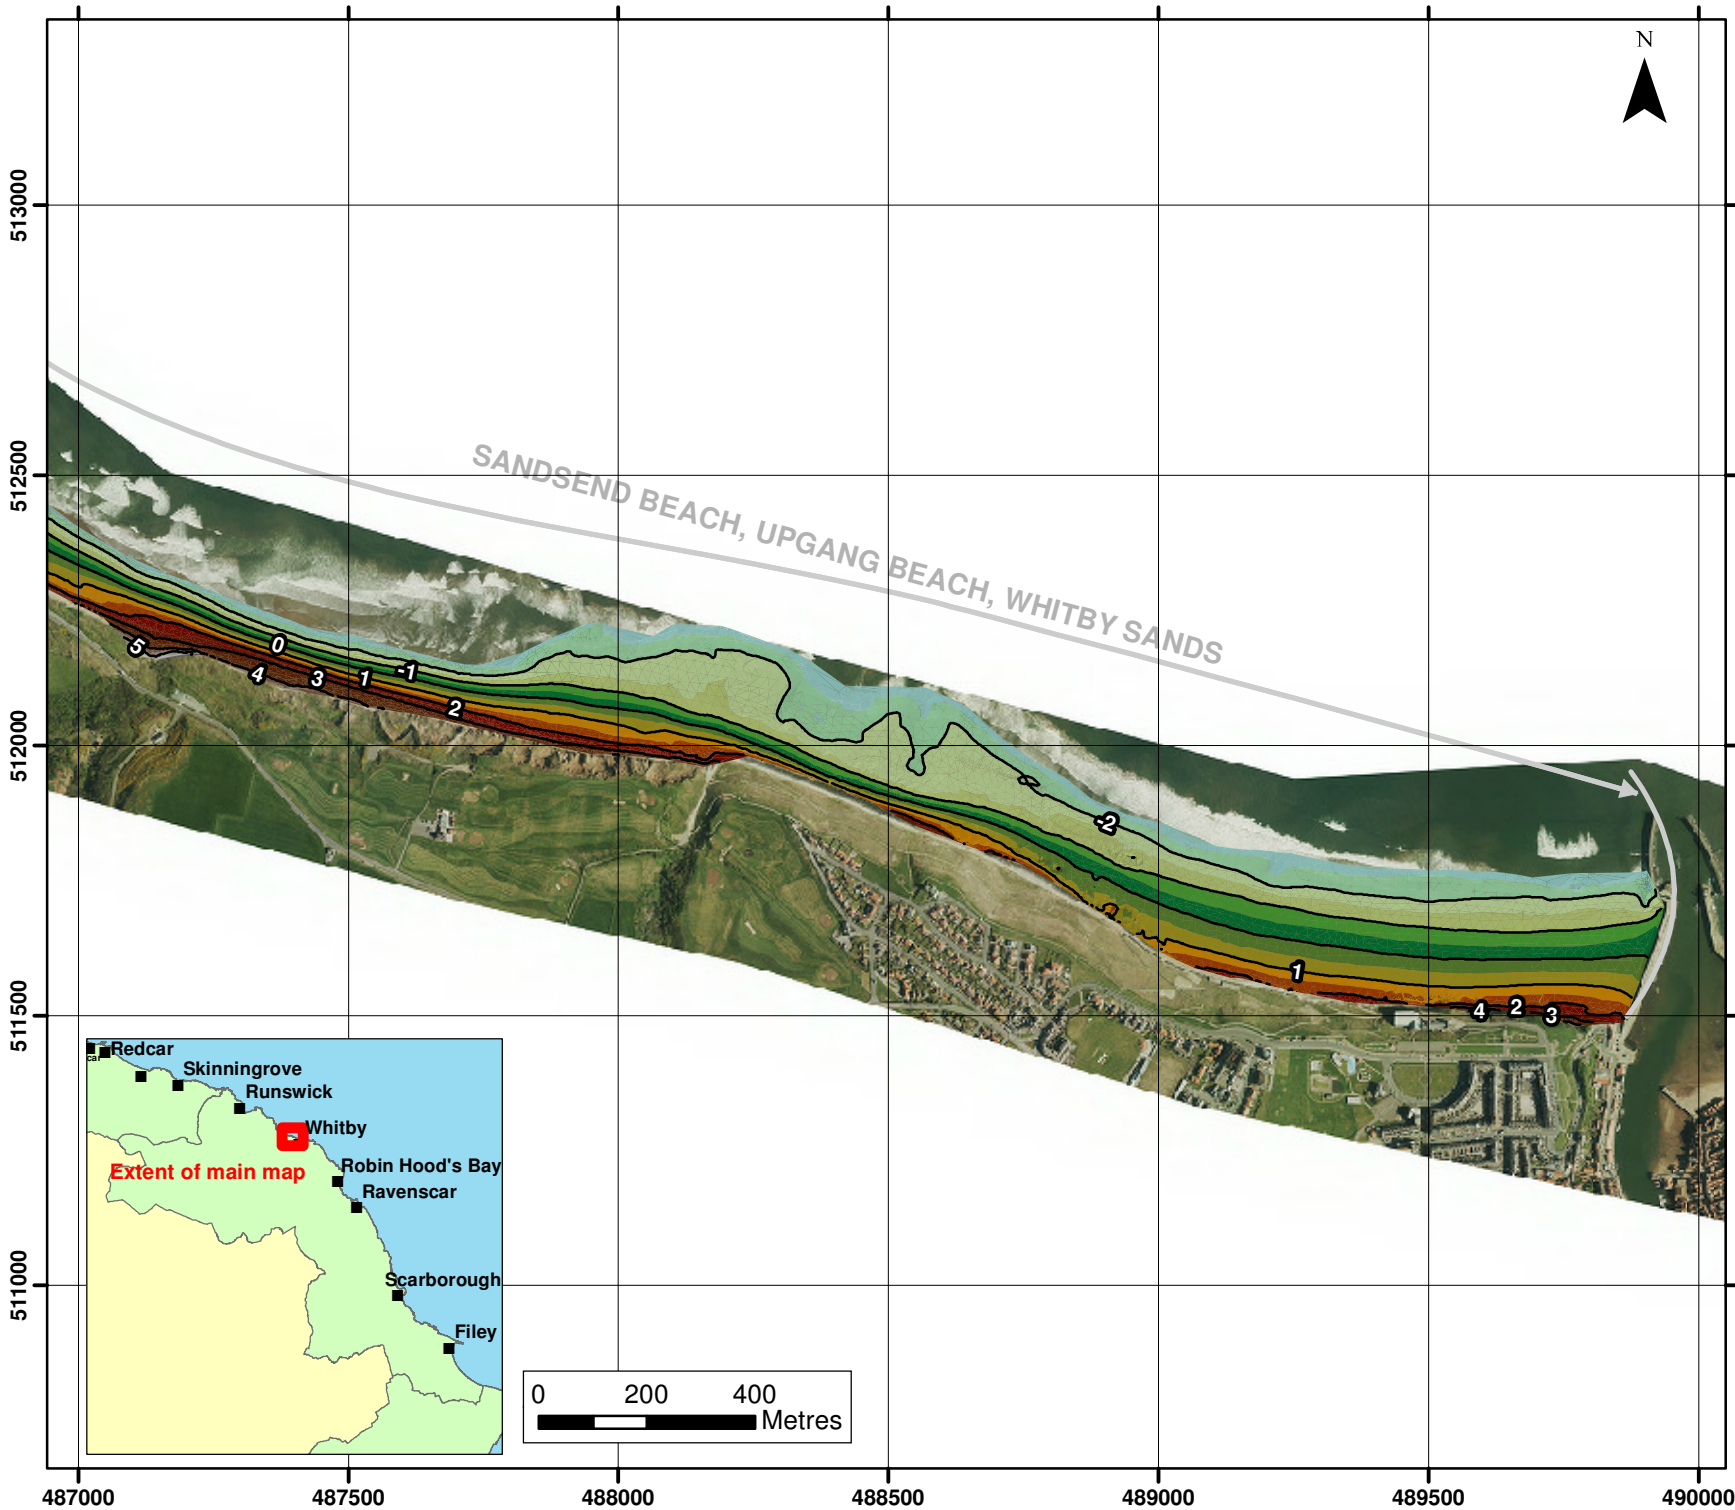 N
513000
512500
512000
511500
511000
SANDSEND BEACH, UPGANG BEACH, WHITBY SANDS
5
4
3
0
1
-1
2
-2
1
4
2
3
Redcar
car
Skinningrove
Runswick
Whitby
Extent of main map
Robin Hood's Bay
Ravenscar
Scarborough
Filey
0 200 400
Metres
487000 487500 488000 488500 489000 489500 490000